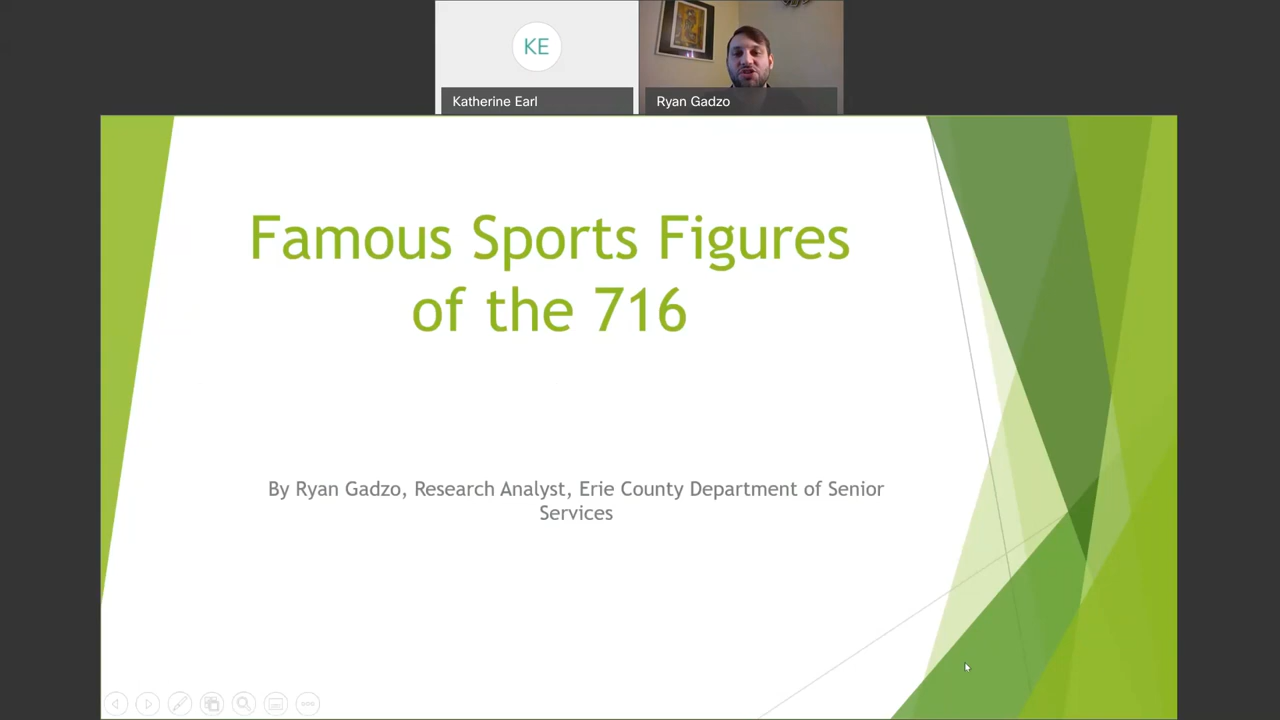 KE
Katherine Earl
Ryan Gadzo
Famous Sports Figures
of the 716
By Ryan Gadzo, Research Analyst, Erie County Department of Senior
Services